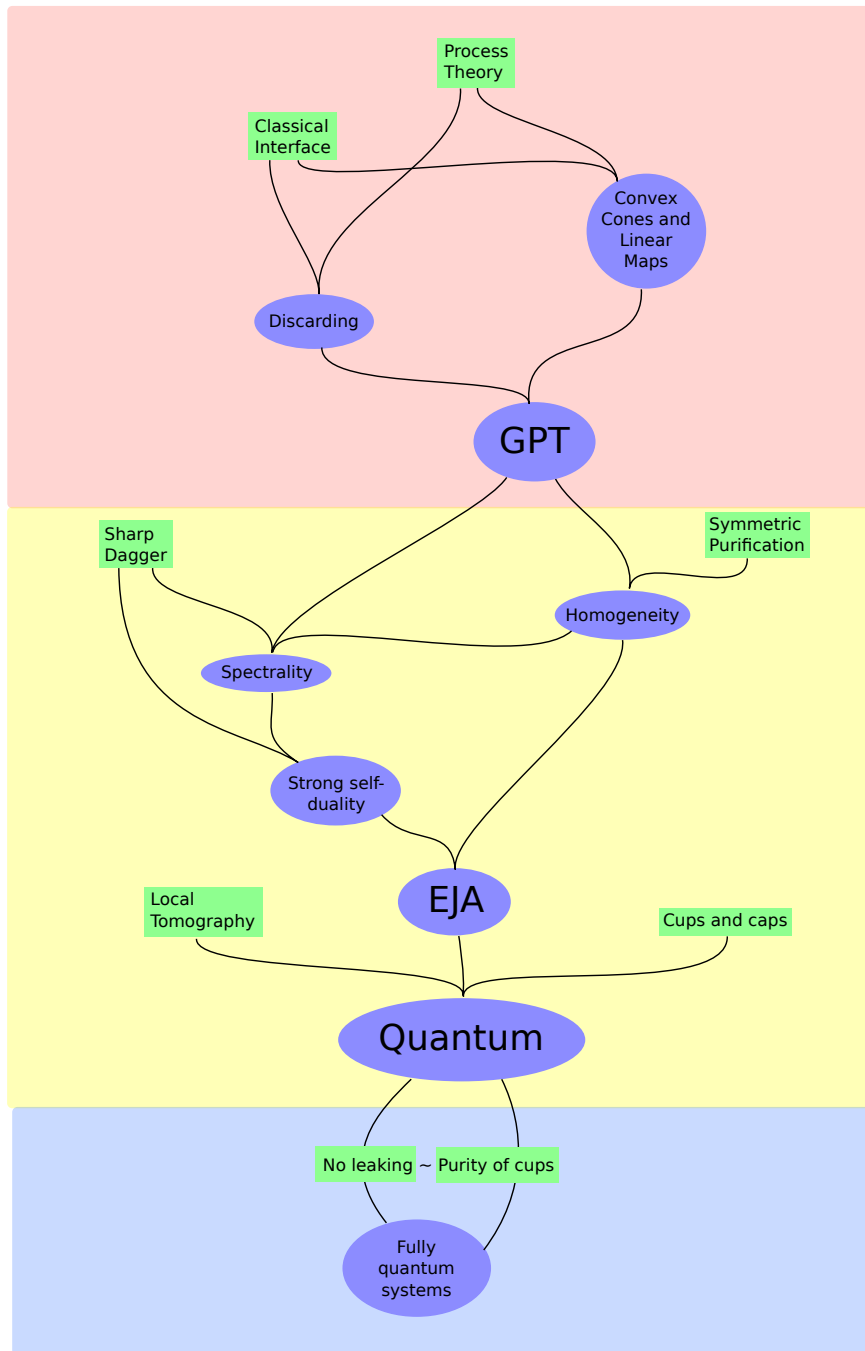 Process
Theory
Classical
Interface
Convex
Cones and
Linear
Maps
Discarding
GPT
Sharp
Dagger
Symmetric
Purification
Homogeneity
Spectrality
Strong self-
duality
EJA
Local
Tomography
Cups and caps
Quantum
No leaking ~ Purity of cups
Fully
quantum
systems